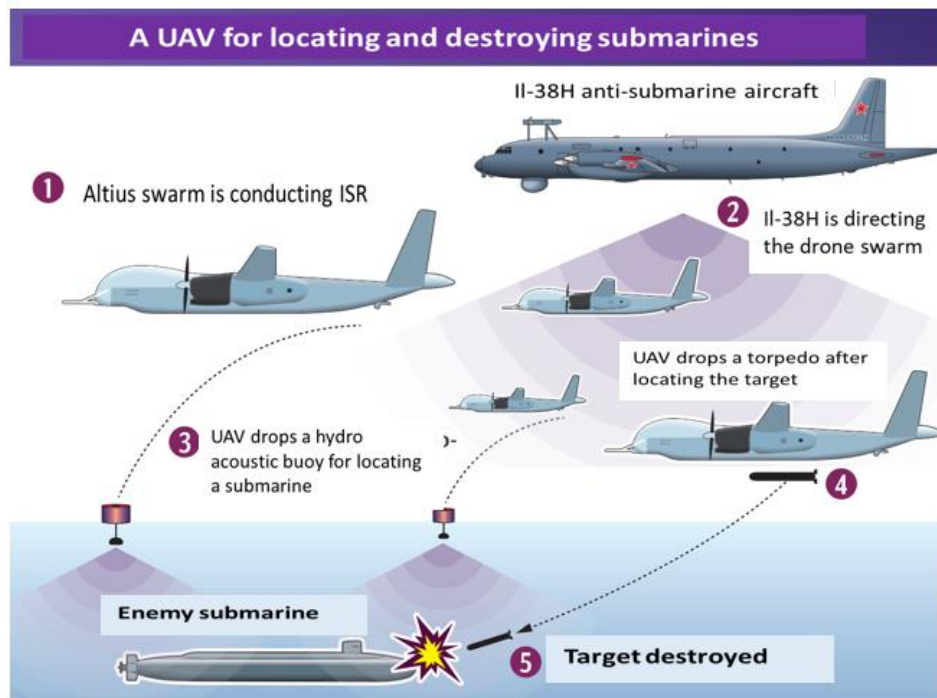 A UAV for locating and destroying submarines
Il-38H anti-submarine aircraft
1
Altius swarm is conducting ISR
2
Il-38H is directing
the drone swarm
UAV drops a torpedo after
locating the target
3
UAV drops a hydro
acoustic buoy for locating
a submarine
4
Enemy submarine
5
Target destroyed